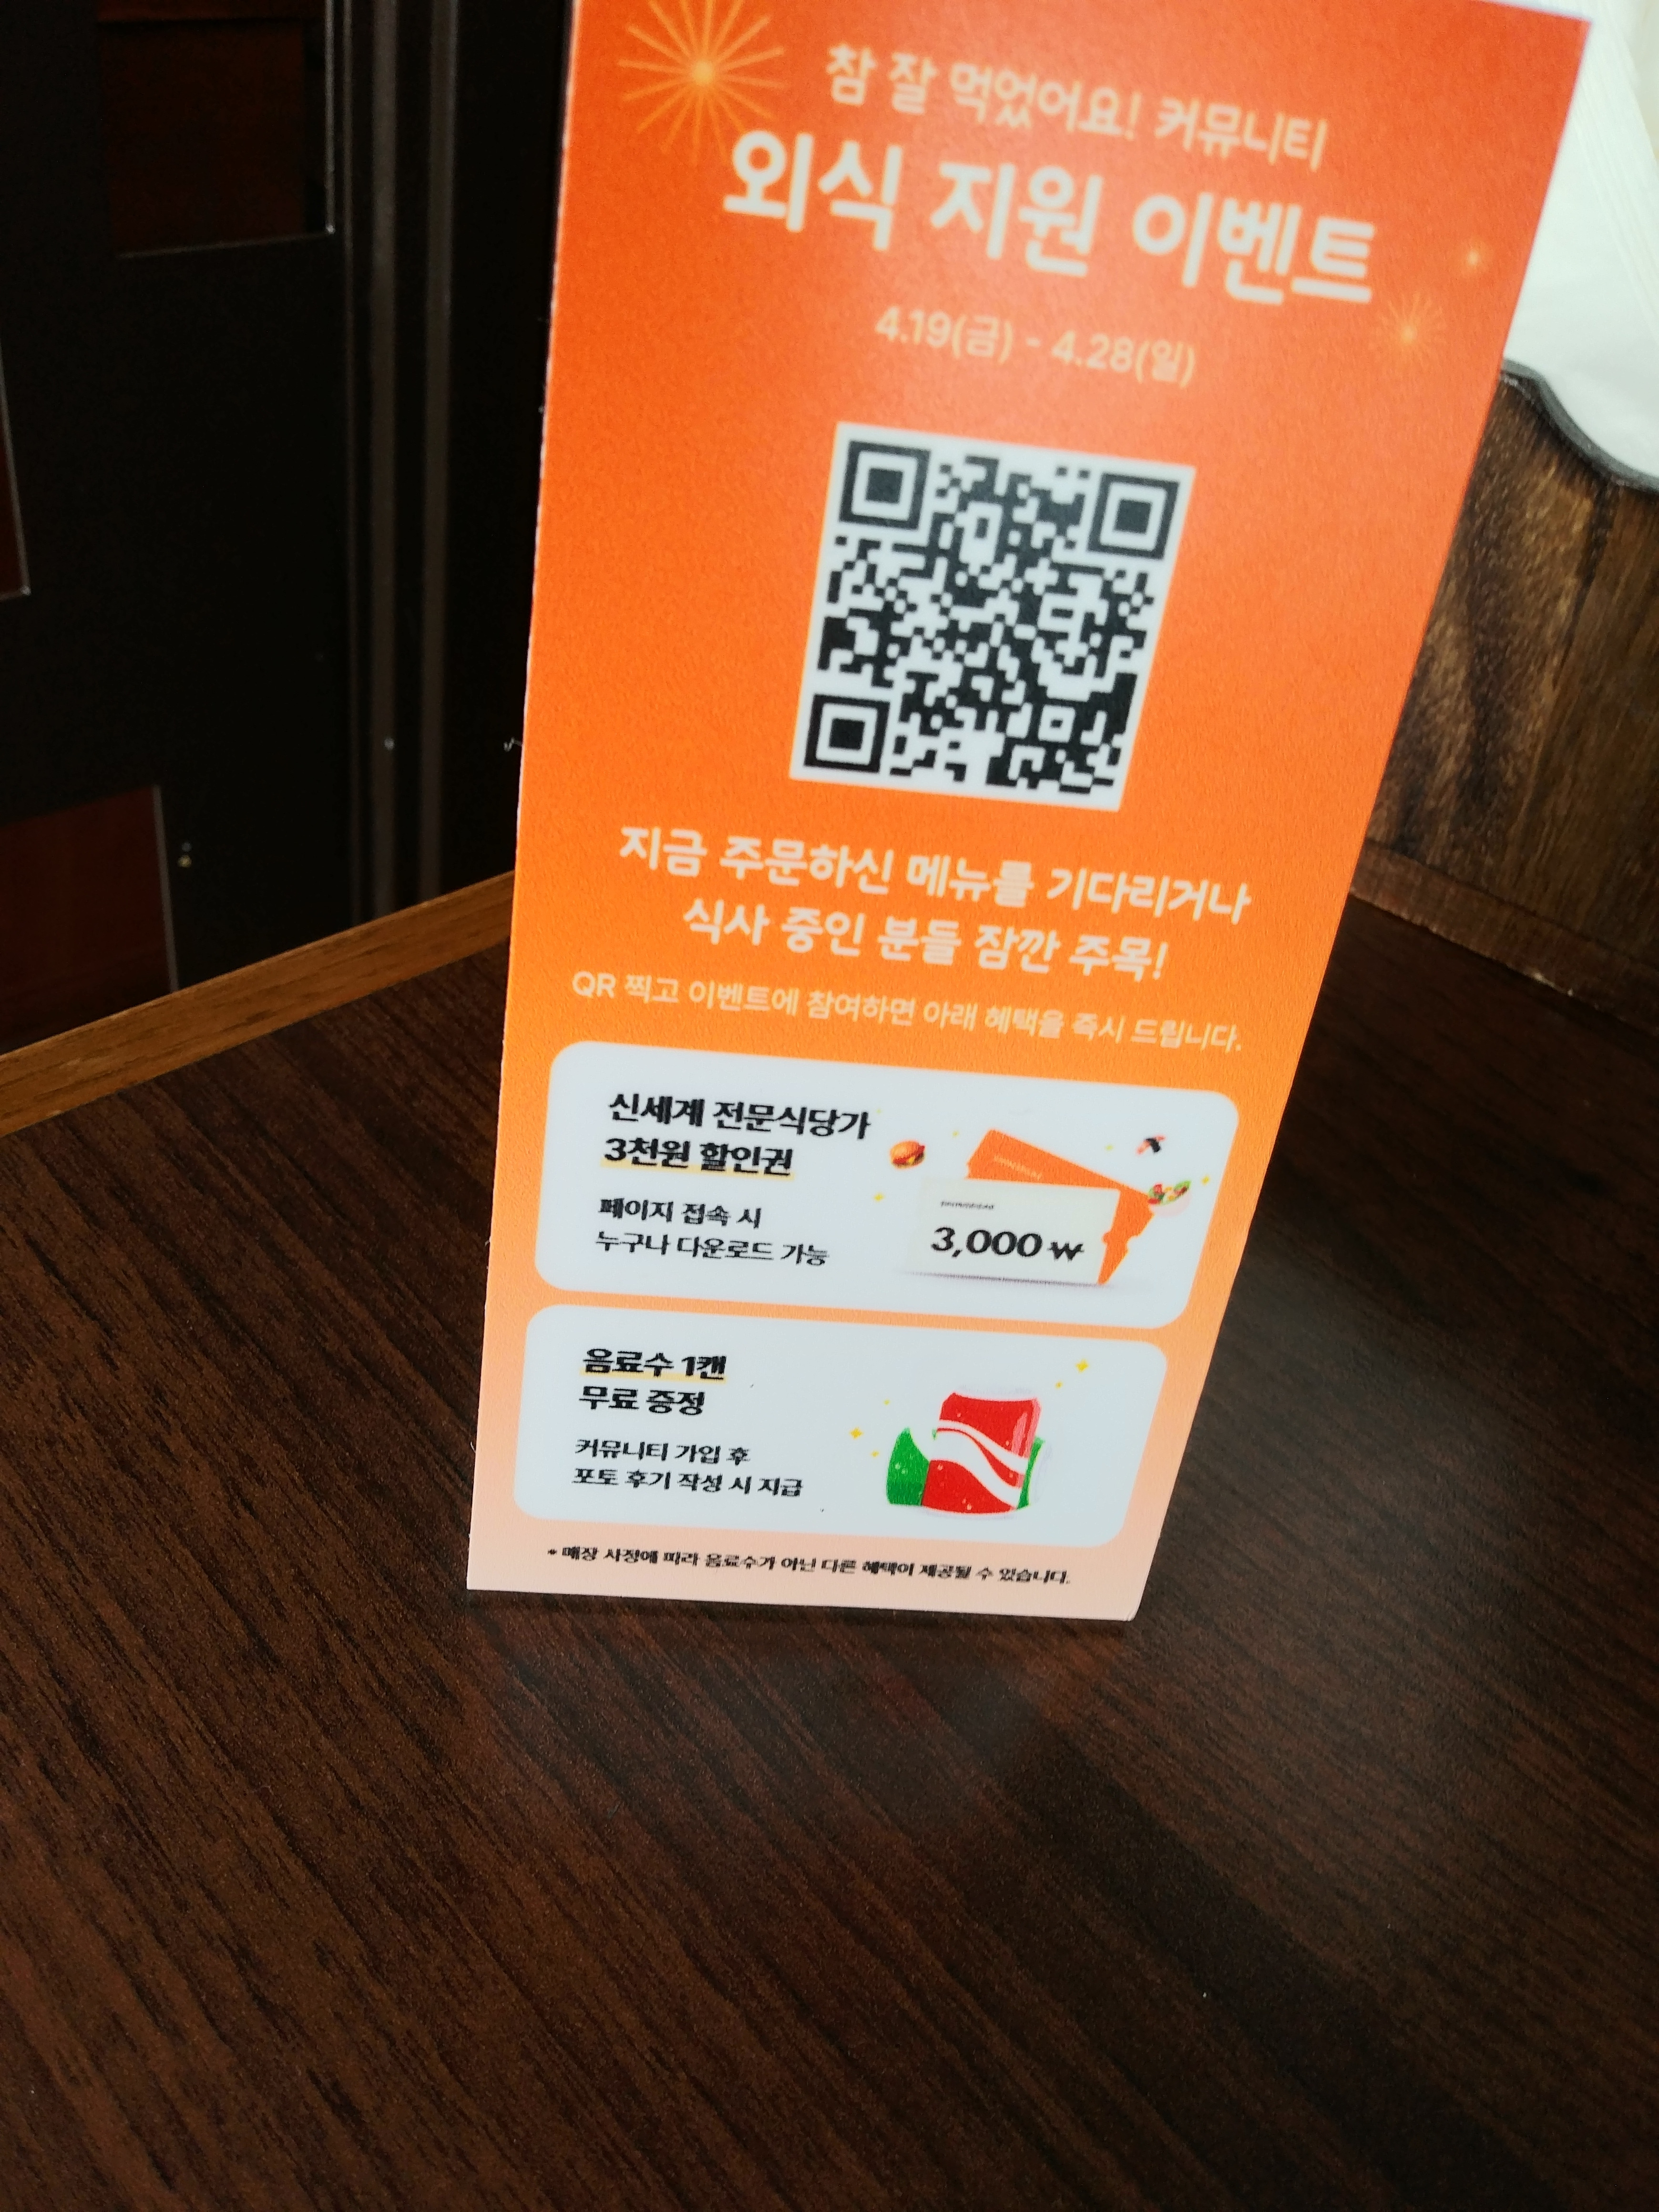 참 잘 먹었어요! 커뮤니티
외식 지원 이벤트
4.19(금) - 4.28(일)
지금 주문하신 메뉴를 기다리거나
식사 중인 분들 잠깐 주목!
QR 찍고 이벤트에 참여하면 아래 혜택을 즉시 드립니다.
신세계 전문식당가
3천원 할인권
페이지 접속 시
누구나 다운로드 가능
3,000 ₩
음료수 1캔
무료 증정
커뮤니티 가입 후
포토 후기 작성 시 지급
* 매장 사정에 따라 음료수가 아닌 다른 혜택이 제공될 수 있습니다.